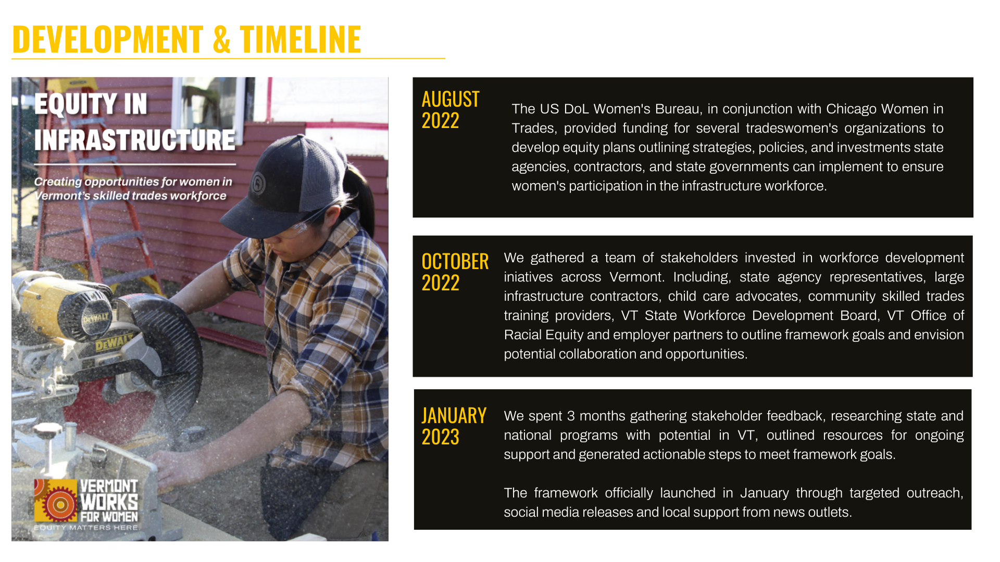 DEVELOPMENT & TIMELINE
EQUITY IN
INFRASTRUCTURE
Creating opportunities for women in
Vermont's skilled trades workforce
DEWALT
DEWALT
VERMONT
WORKS
FOR WOMEN
EQUITY MATTERS HERE
AUGUST
2022
The US DoL Women's Bureau, in conjunction with Chicago Women in
Trades, provided funding for several tradeswomen's organizations to
develop equity plans outlining strategies, policies, and investments state
agencies, contractors, and state governments can implement to ensure
women's participation in the infrastructure workforce.
OCTOBER
2022
We gathered a team of stakeholders invested in workforce development
iniatives across Vermont. Including, state agency representatives, large
infrastructure contractors, child care advocates, community skilled trades
training providers, VT State Workforce Development Board, VT Office of
Racial Equity and employer partners to outline framework goals and envision
potential collaboration and opportunities.
JANUARY
2023
We spent 3 months gathering stakeholder feedback, researching state and
national programs with potential in VT, outlined resources for ongoing
support and generated actionable steps to meet framework goals.
The framework officially launched in January through targeted outreach,
social media releases and local support from news outlets.